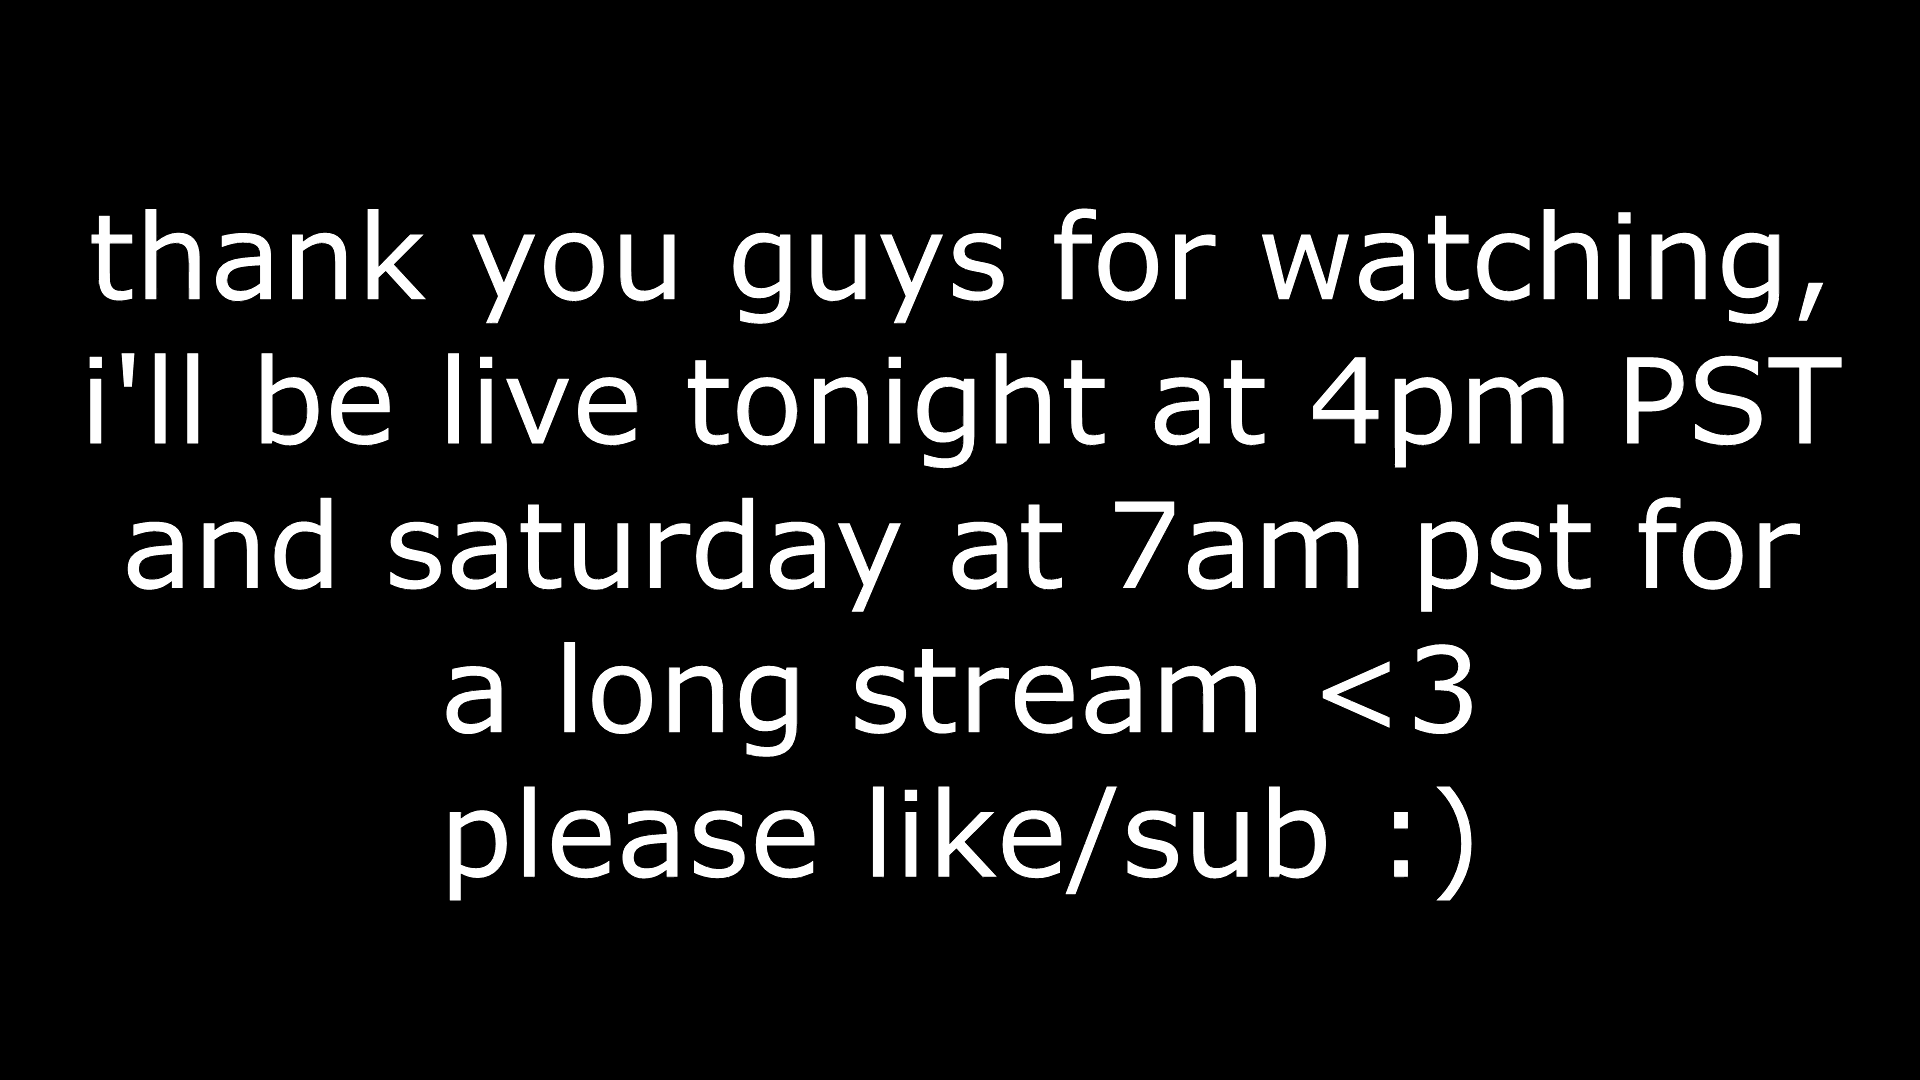 thank you guys for watching,
i'll be live tonight at 4pm PST
and saturday at 7am pst for
a long stream <3
please like/sub :)